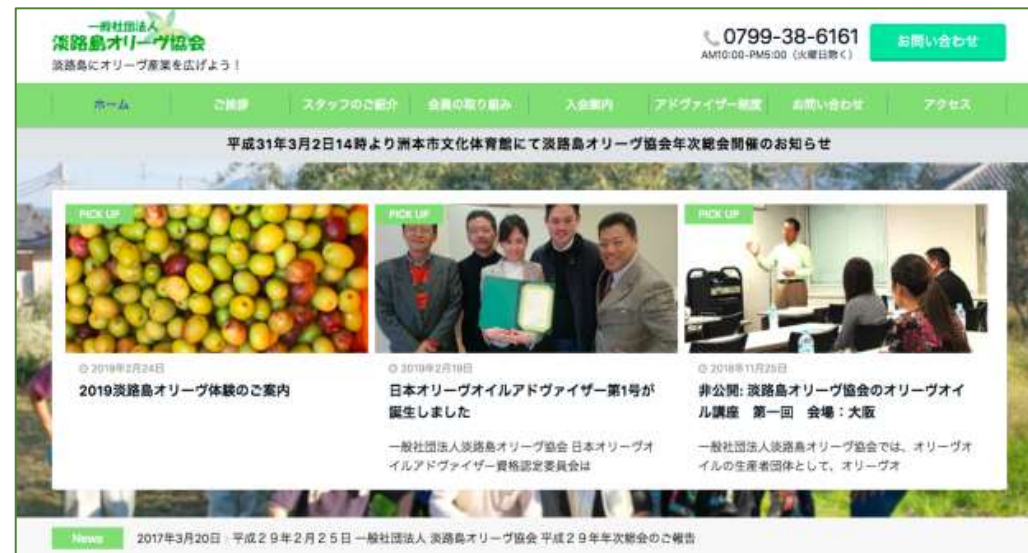 一般社団法人
淡路島オリーヴ協会
淡路島にオリーヴ産業を広げよう！
0799-38-6161
AM10:00-PM5:00（火曜日除く）
お問い合わせ
ホーム ご挨拶 スタッフのご紹介 会員の取り組み 入会案内 アドヴァイザー制度 お問い合わせ アクセス
平成31年3月2日14時より洲本市文化体育館にて淡路島オリーヴ協会年次総会開催のお知らせ
PICK UP
PICK UP
PICK UP
2019年2月24日
2019淡路島オリーヴ体験のご案内
2019年2月19日
日本オリーヴオイルアドヴァイザー第1号が
誕生しました
一般社団法人淡路島オリーヴ協会 日本オリーヴオ
イルアドヴァイザー資格認定委員会は
2018年11月25日
非公開: 淡路島オリーヴ協会のオリーヴオイ
ル講座 第一回 会場：大阪
一般社団法人淡路島オリーヴ協会では、オリーヴオ
イルの生産者団体として、オリーヴオ
News 2017年3月20日 : 平成２９年２月２５日 一般社団法人 淡路島オリーヴ協会 平成２９年年次総会のご報告